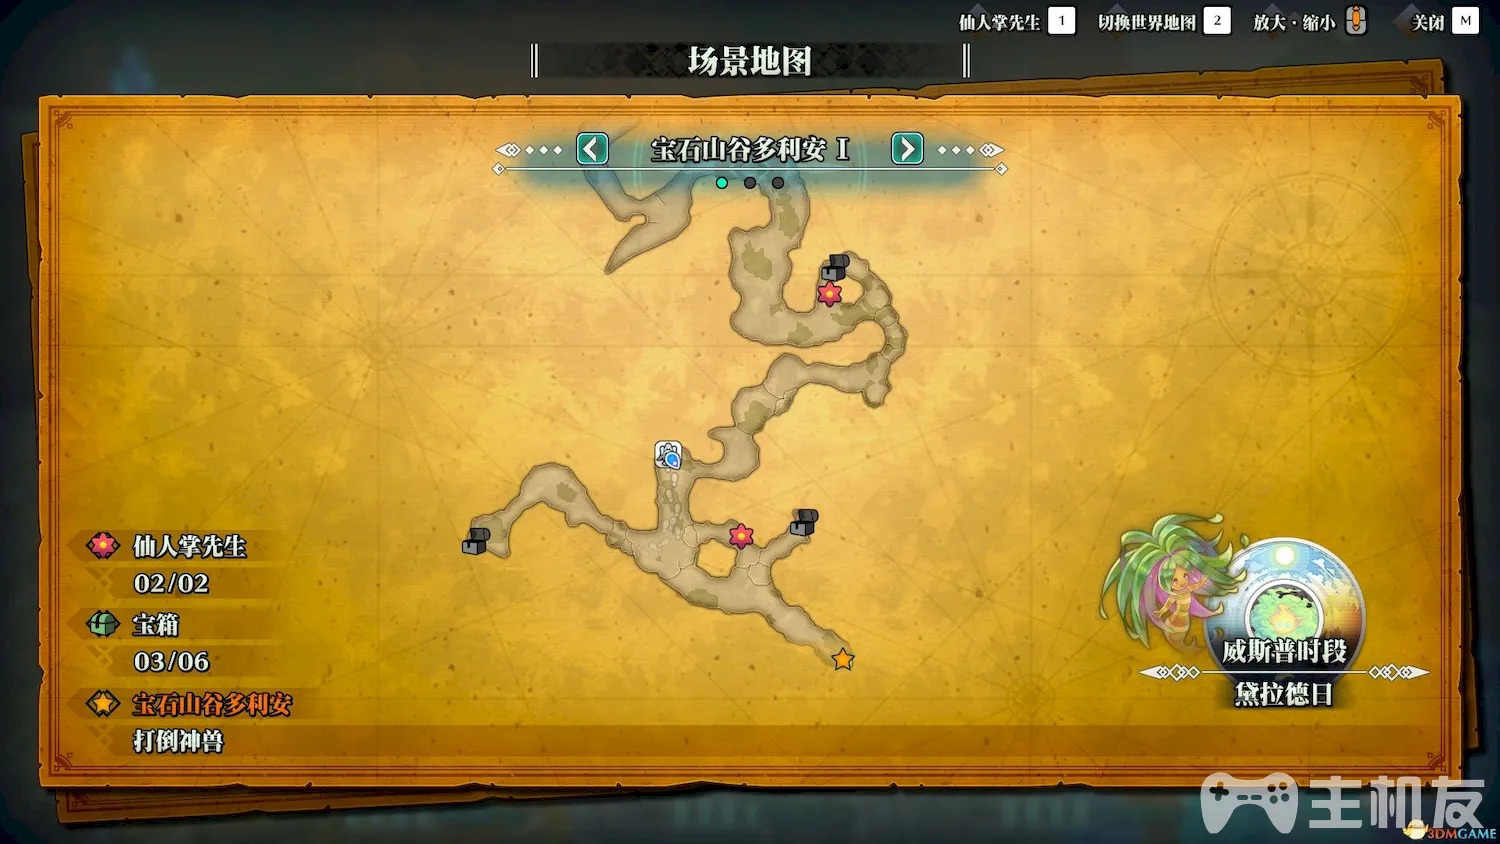 仙人掌先生 1 切换世界地图 2 放大·缩小 关闭 M
场景地图
宝石山谷多利安 I
仙人掌先生
02/02
宝箱
03/06
宝石山谷多利安
打倒神兽
威斯普时段
黛拉德日
主机友
3DMGAME